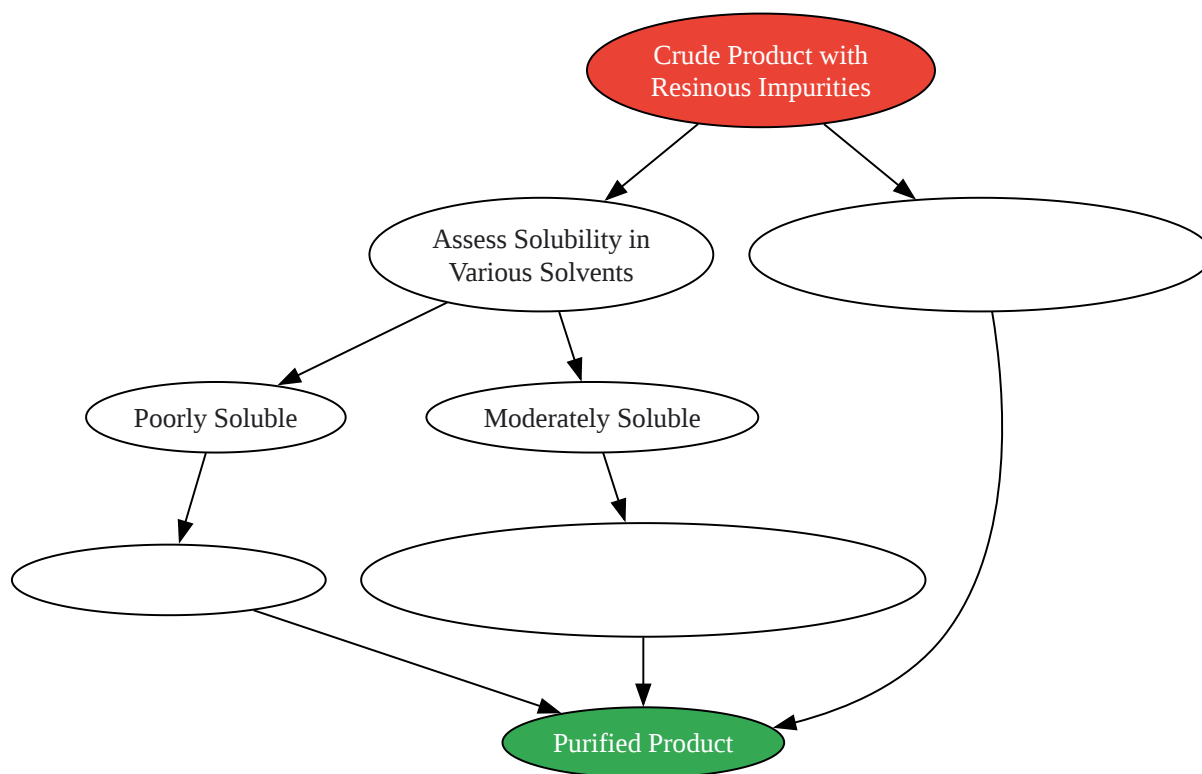 Crude Product with
Resinous Impurities
Assess Solubility in
Various Solvents
Poorly Soluble
Moderately Soluble
Purified Product